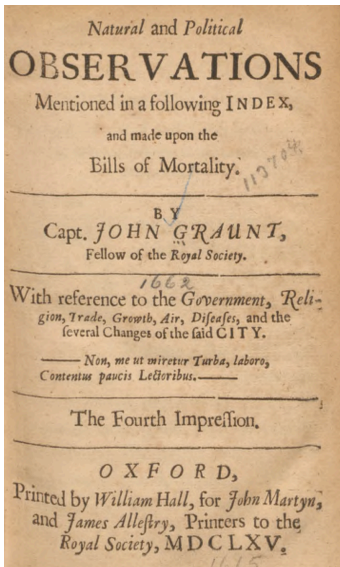 Natural and Political
OBSERVATIONS
Mentioned in a following INDEX,
and made upon the
Bills of Mortality.
113704.
BY
Capt. JOHN GRAUNT,
Fellow of the Royal Society.
1662
With reference to the Government, Reli-
gion, Trade, Growth, Air, Diſeaſes, and the
ſeveral Changes of the ſaid CITY.
—— Non, me ut miretur Turba, laboro,
Contentus paucis Lectoribus. ——
The Fourth Impreſſion.
OXFORD,
Printed by William Hall, for John Martyn,
and James Alleſtry, Printers to the
Royal Society, MDCLXV.